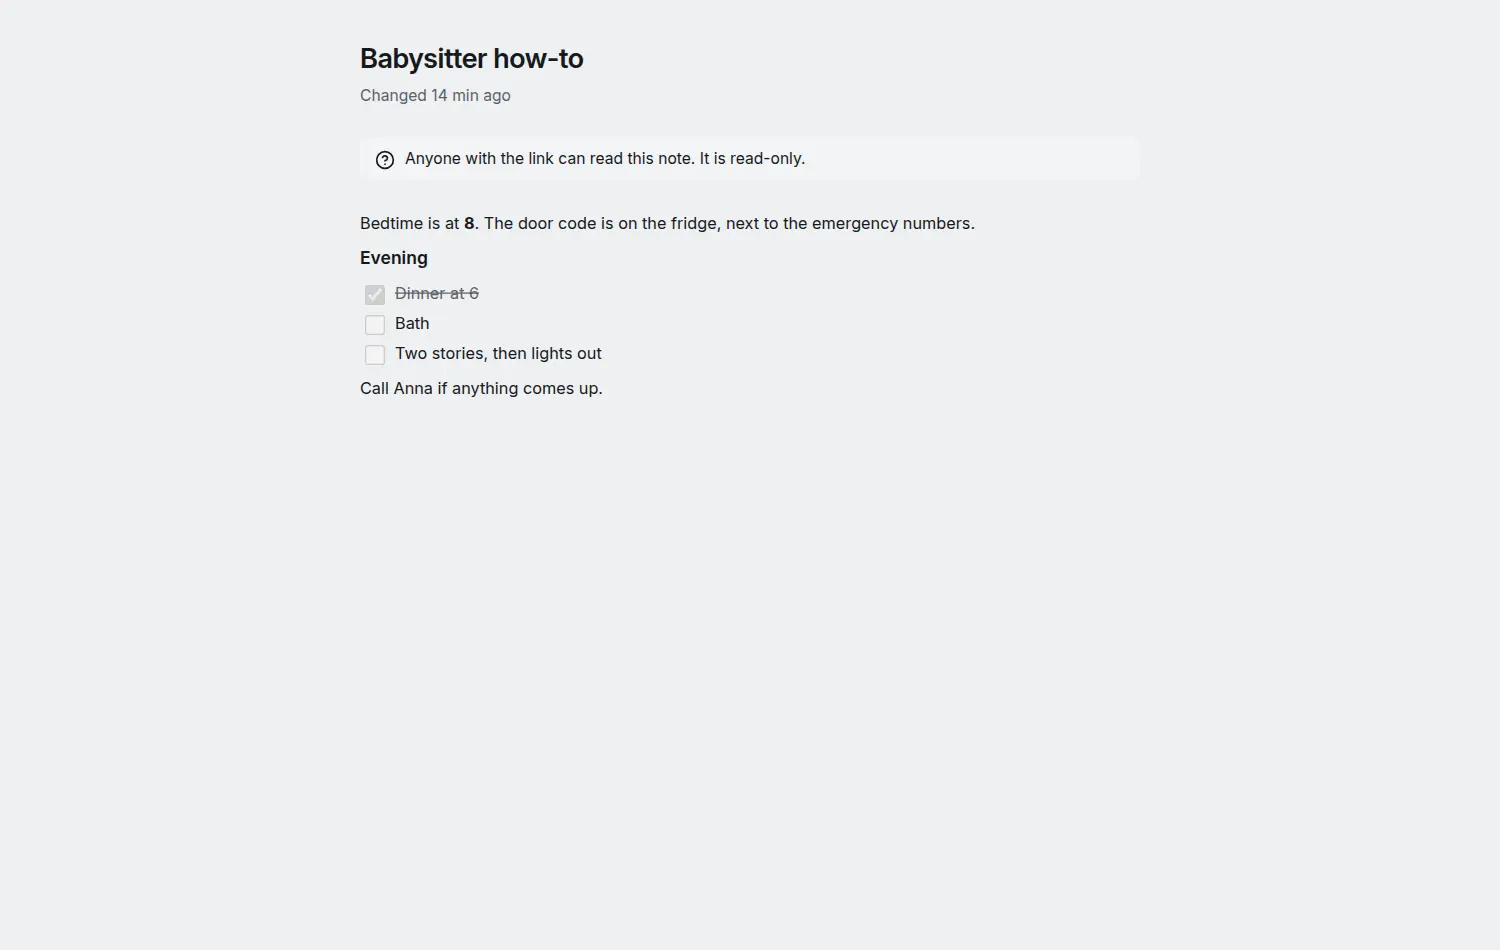 Babysitter how-to
Changed 14 min ago
Anyone with the link can read this note. It is read-only.
Bedtime is at 8. The door code is on the fridge, next to the emergency numbers.
Evening
Dinner at 6
Bath
Two stories, then lights out
Call Anna if anything comes up.